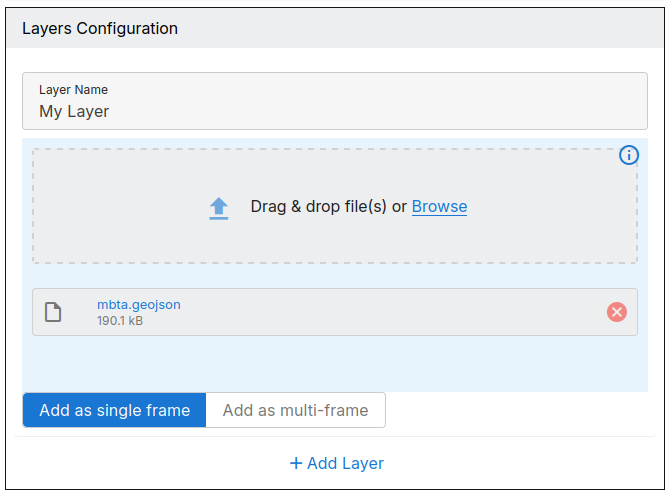 Layers Configuration
Layer Name
My Layer
Drag & drop file(s) or Browse
mbta.geojson
190.1 kB
Add as single frame
Add as multi-frame
+ Add Layer